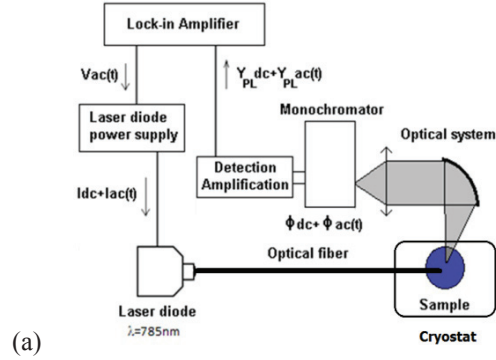 Lock-in Amplifier
Vac(t)
Y_PL dc+Y_PL ac(t)
Monochromator
Laser diode
power supply
Optical system
Detection
Amplification
Idc+Iac(t)
ϕdc+ϕac(t)
Optical fiber
Laser diode
λ=785nm
Sample
Cryostat
(a)